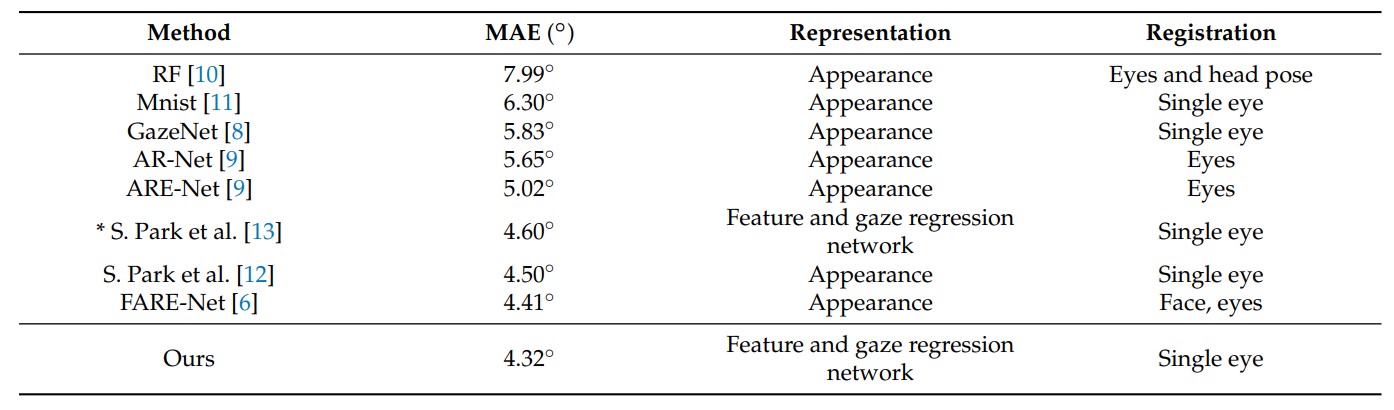 Method MAE (°) Representation Registration
RF [10] 7.99° Appearance Eyes and head pose
Mnist [11] 6.30° Appearance Single eye
GazeNet [8] 5.83° Appearance Single eye
AR-Net [9] 5.65° Appearance Eyes
ARE-Net [9] 5.02° Appearance Eyes
* S. Park et al. [13] 4.60° Feature and gaze regression
network Single eye
S. Park et al. [12] 4.50° Appearance Single eye
FARE-Net [6] 4.41° Appearance Face, eyes
Ours 4.32° Feature and gaze regression
network Single eye